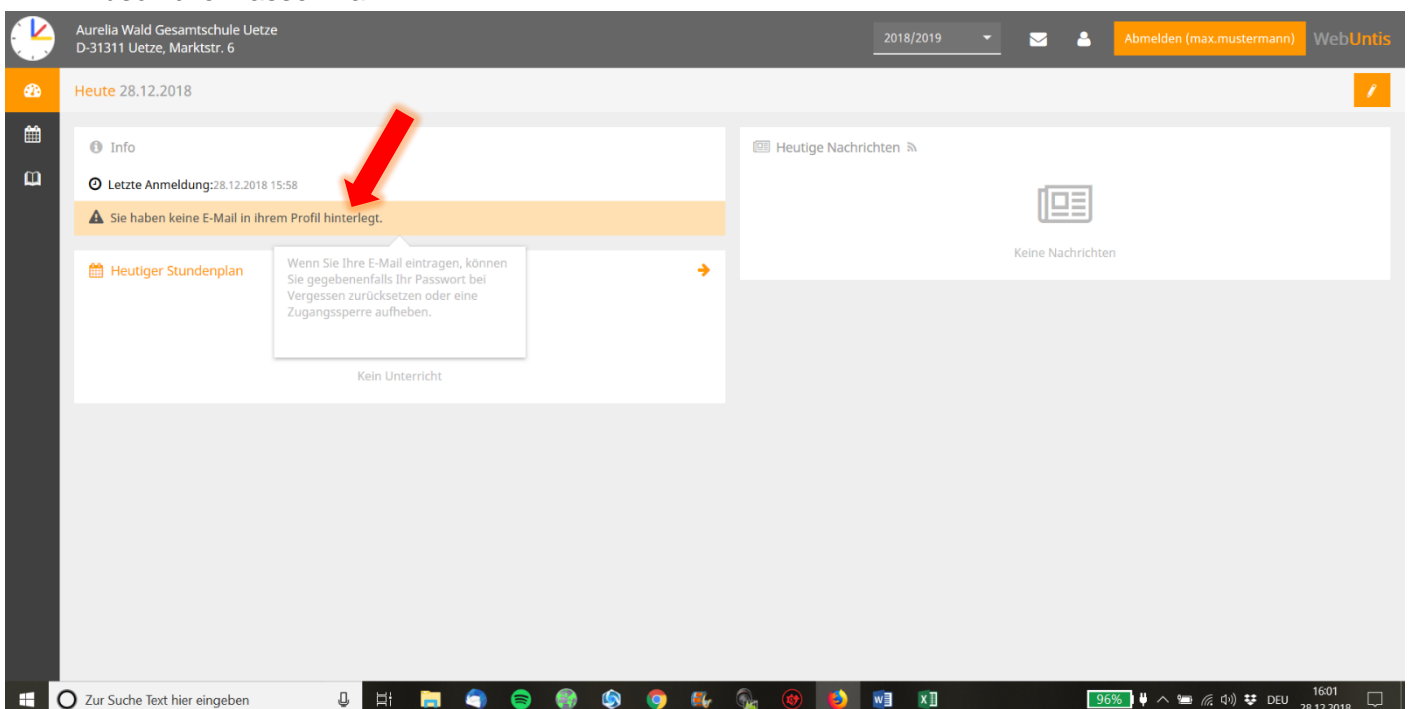 Aurelia Wald Gesamtschule Uetze
D-31311 Uetze, Marktstr. 6
2018/2019
Abmelden (max.mustermann)
WebUntis
Heute 28.12.2018
Info
Letzte Anmeldung:28.12.2018 15:58
Sie haben keine E-Mail in ihrem Profil hinterlegt.
Wenn Sie Ihre E-Mail eintragen, können
Sie gegebenenfalls Ihr Passwort bei
Vergessen zurücksetzen oder eine
Zugangssperre aufheben.
Heutiger Stundenplan
Kein Unterricht
Heutige Nachrichten
Keine Nachrichten
Zur Suche Text hier eingeben
96%
DEU
16:01
28.12.2018